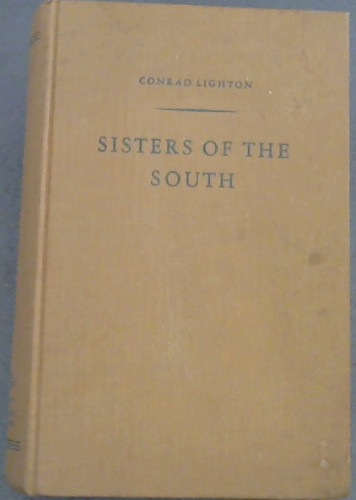 CONRAD LIGHTON
SISTERS OF THE
SOUTH